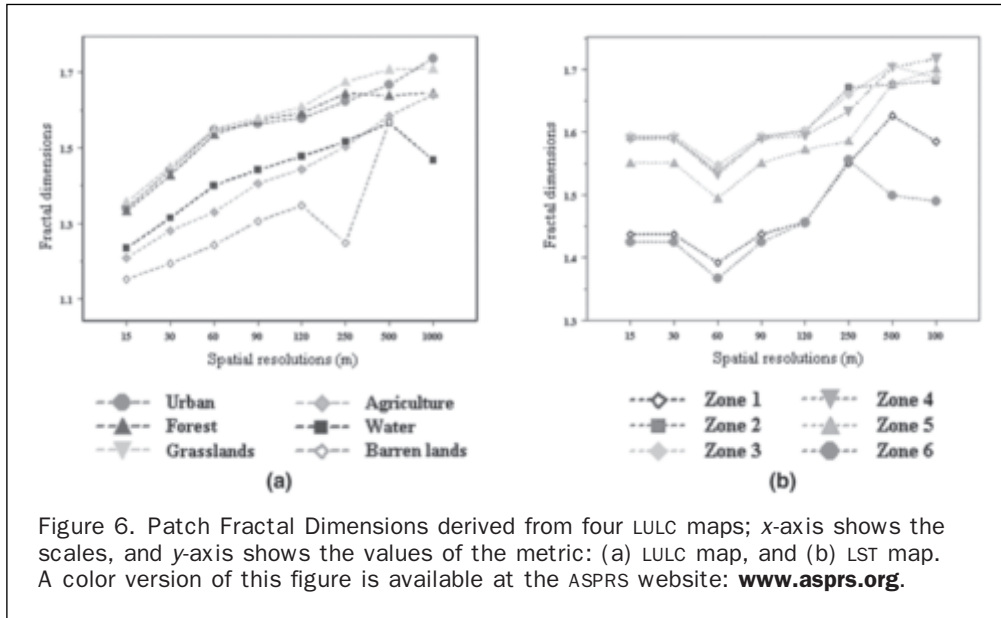 1.7
1.5
1.3
1.1
Fractal dimensions
15 30 60 90 120 250 500 1000
Spatial resolutions (m)
Urban
Forest
Grasslands
Agriculture
Water
Barren lands
(a)
1.7
1.6
1.5
1.4
1.3
Fractal dimensions
15 30 60 90 120 250 500 100
Spatial resolutions (m)
Zone 1
Zone 2
Zone 3
Zone 4
Zone 5
Zone 6
(b)
Figure 6. Patch Fractal Dimensions derived from four LULC maps; x-axis shows the
scales, and y-axis shows the values of the metric: (a) LULC map, and (b) LST map.
A color version of this figure is available at the ASPRS website: www.asprs.org.